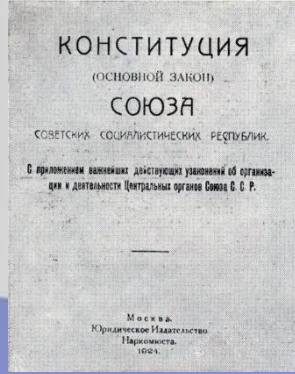 КОНСТИТУЦИЯ
(ОСНОВНОЙ ЗАКОН)
СОЮЗА
СОВЕТСКИХ СОЦИАЛИСТИЧЕСКИХ РЕСПУБЛИК.
С приложением важнейших действующих узаконений об организа-
ции и деятельности Центральных органов Союза С. С. Р.
Москва.
Юридическое Издательство
Наркомюста.
1924.